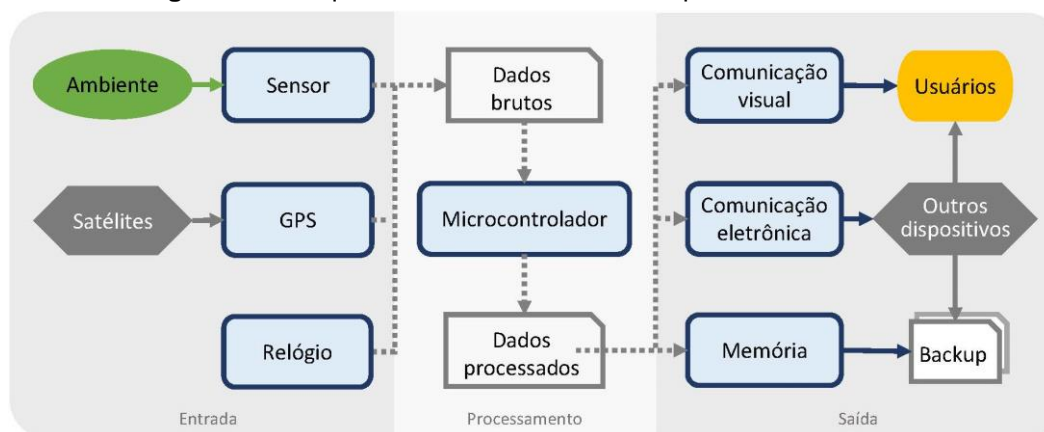 Ambiente
Sensor
Dados
brutos
Comunicação
visual
Usuários
Satélites
GPS
Microcontrolador
Comunicação
eletrônica
Outros
dispositivos
Relógio
Dados
processados
Memória
Backup
Entrada
Processamento
Saída